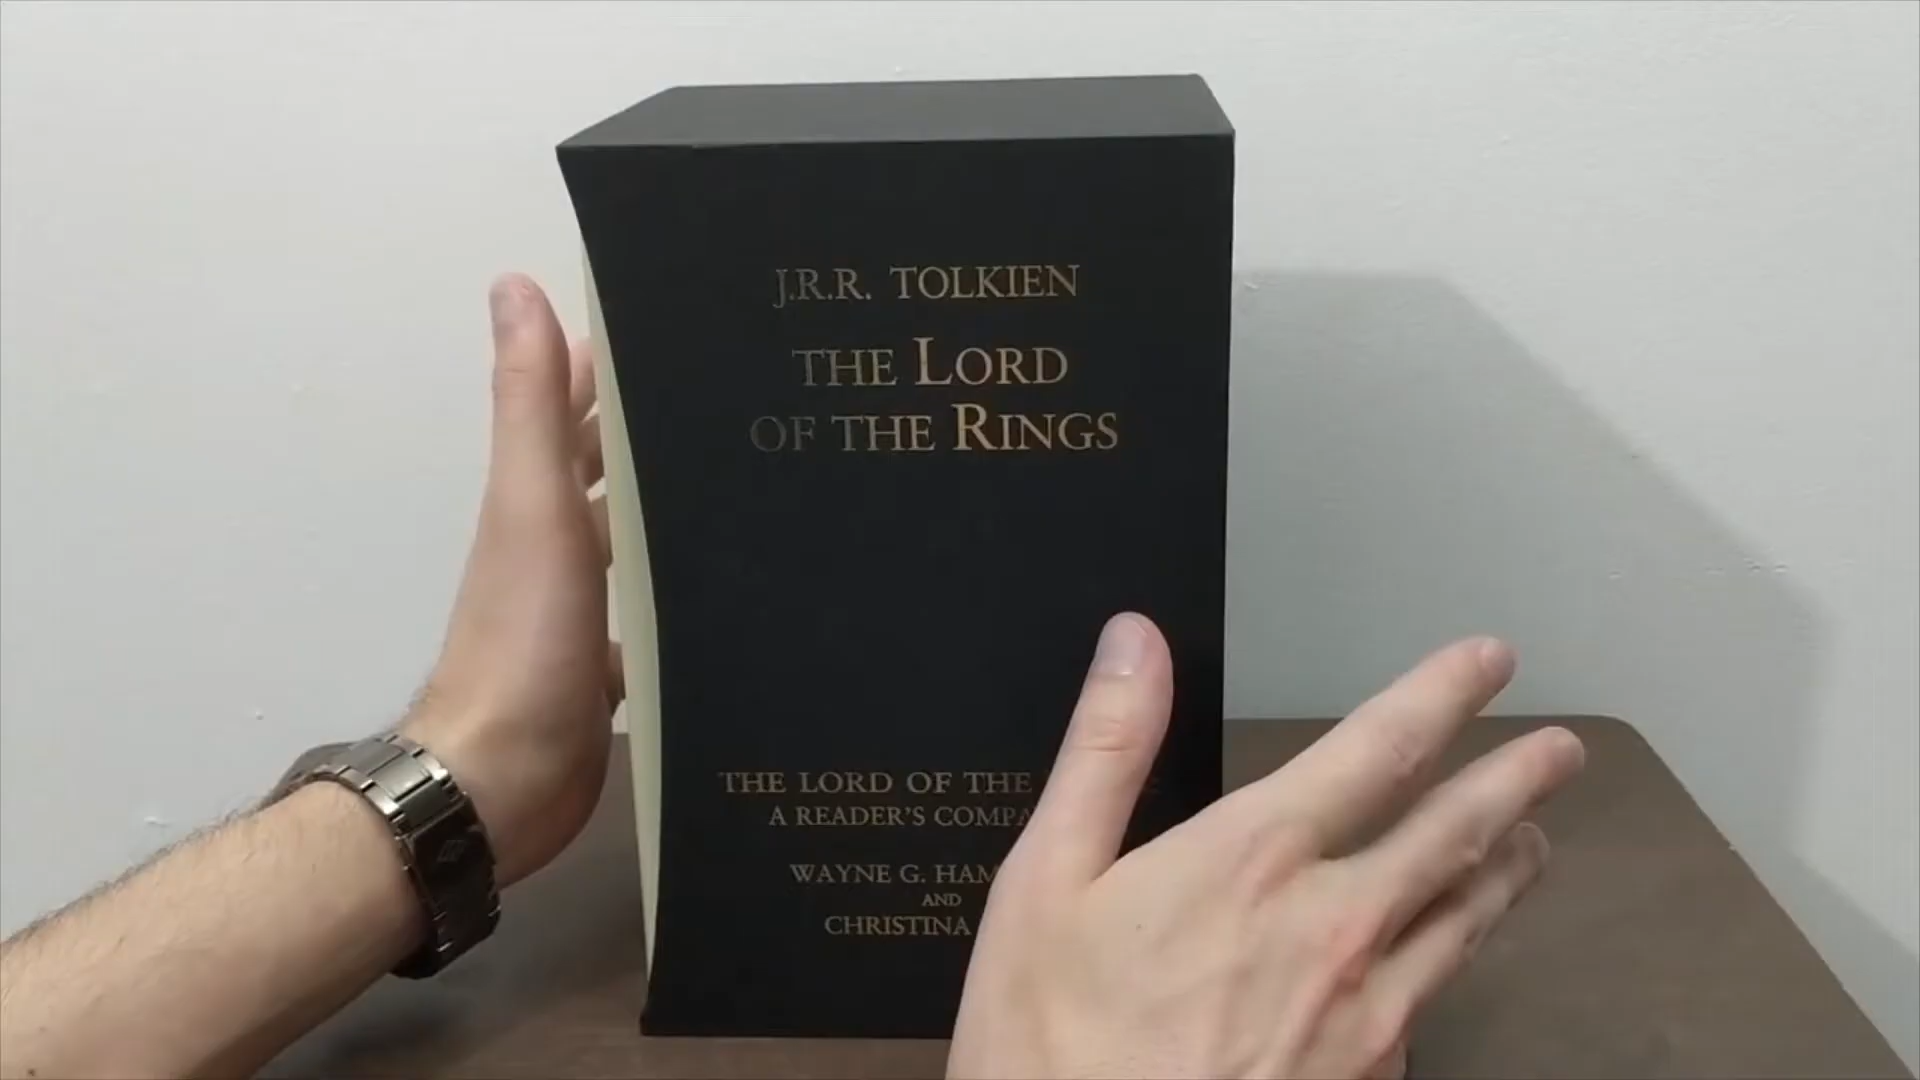 J.R.R. TOLKIEN
THE LORD
OF THE RINGS
THE LORD OF THE
A READER'S COMPA
WAYNE G. HAM
AND
CHRISTINA